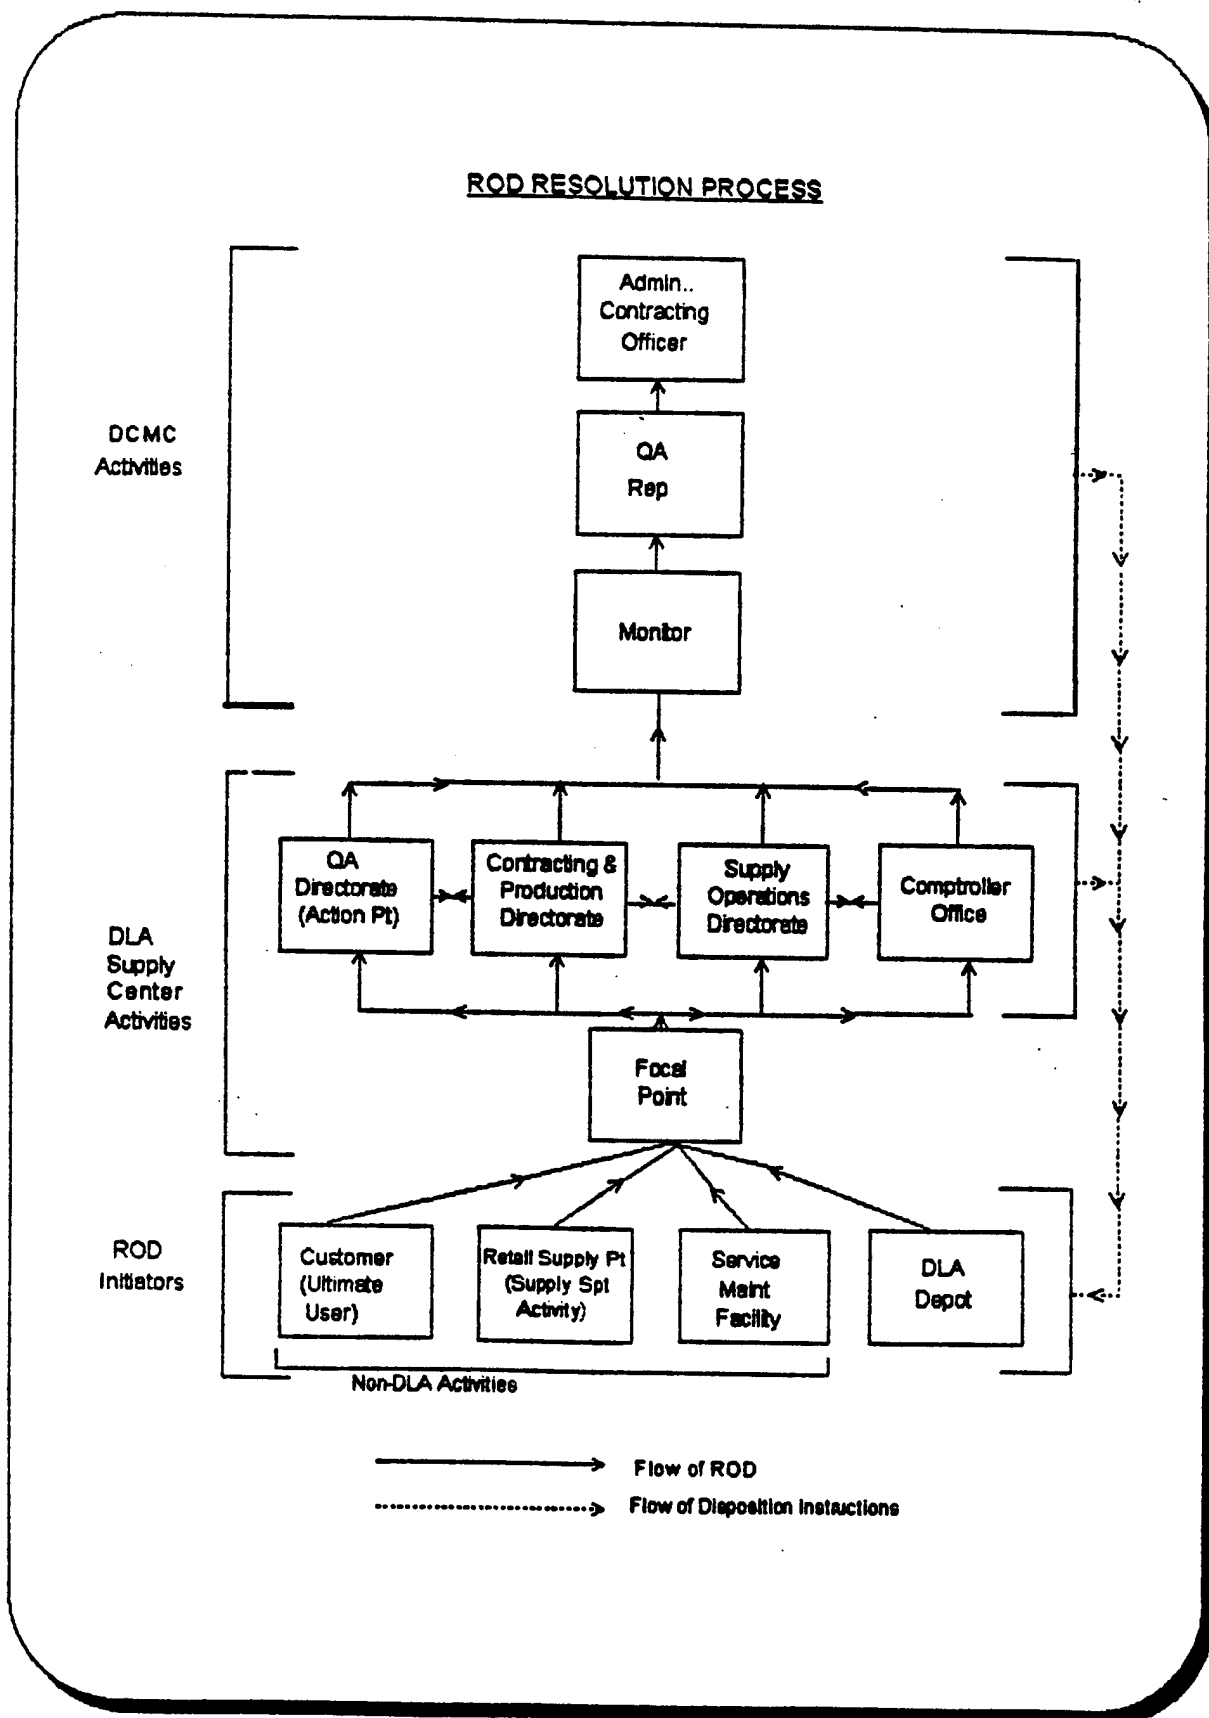 ROD RESOLUTION PROCESS
Admin..
Contracting
Officer
DCMC
Activities
QA
Rep
Monitor
QA
Directorate
(Action Pt)
Contracting &
Production
Directorate
Supply
Operations
Directorate
Comptroller
Office
DLA
Supply
Center
Activities
Focal
Point
ROD
Initiators
Customer
(Ultimate
User)
Retail Supply Pt
(Supply Spt
Activity)
Service
Maint
Facility
DLA
Depot
Non-DLA Activities
Flow of ROD
Flow of Disposition Instructions